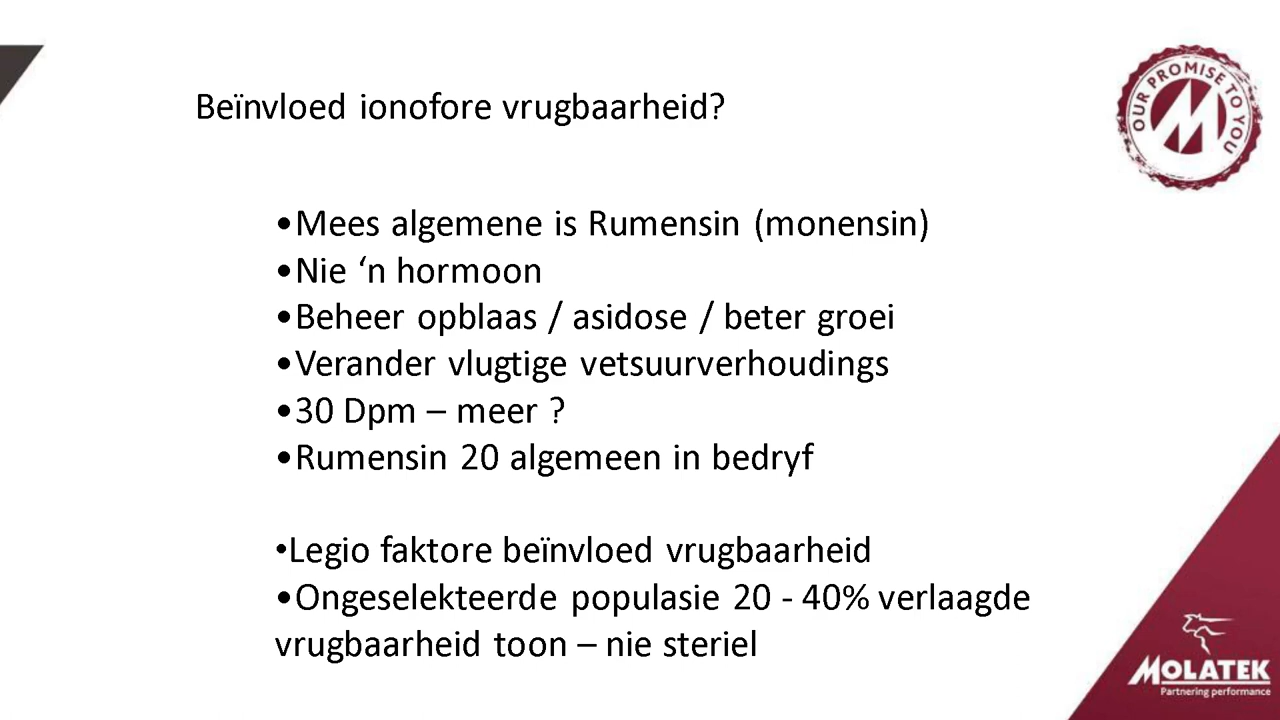 Beïnvloed ionofore vrugbaarheid?
OUR PROMISE TO YOU
•Mees algemene is Rumensin (monensin)
•Nie ‘n hormoon
•Beheer opblaas / asidose / beter groei
•Verander vlugtige vetsuurverhoudings
•30 Dpm – meer ?
•Rumensin 20 algemeen in bedryf
•Legio faktore beïnvloed vrugbaarheid
•Ongeselekteerde populasie 20 - 40% verlaagde
vrugbaarheid toon – nie steriel
MOLATEK
Partnering performance